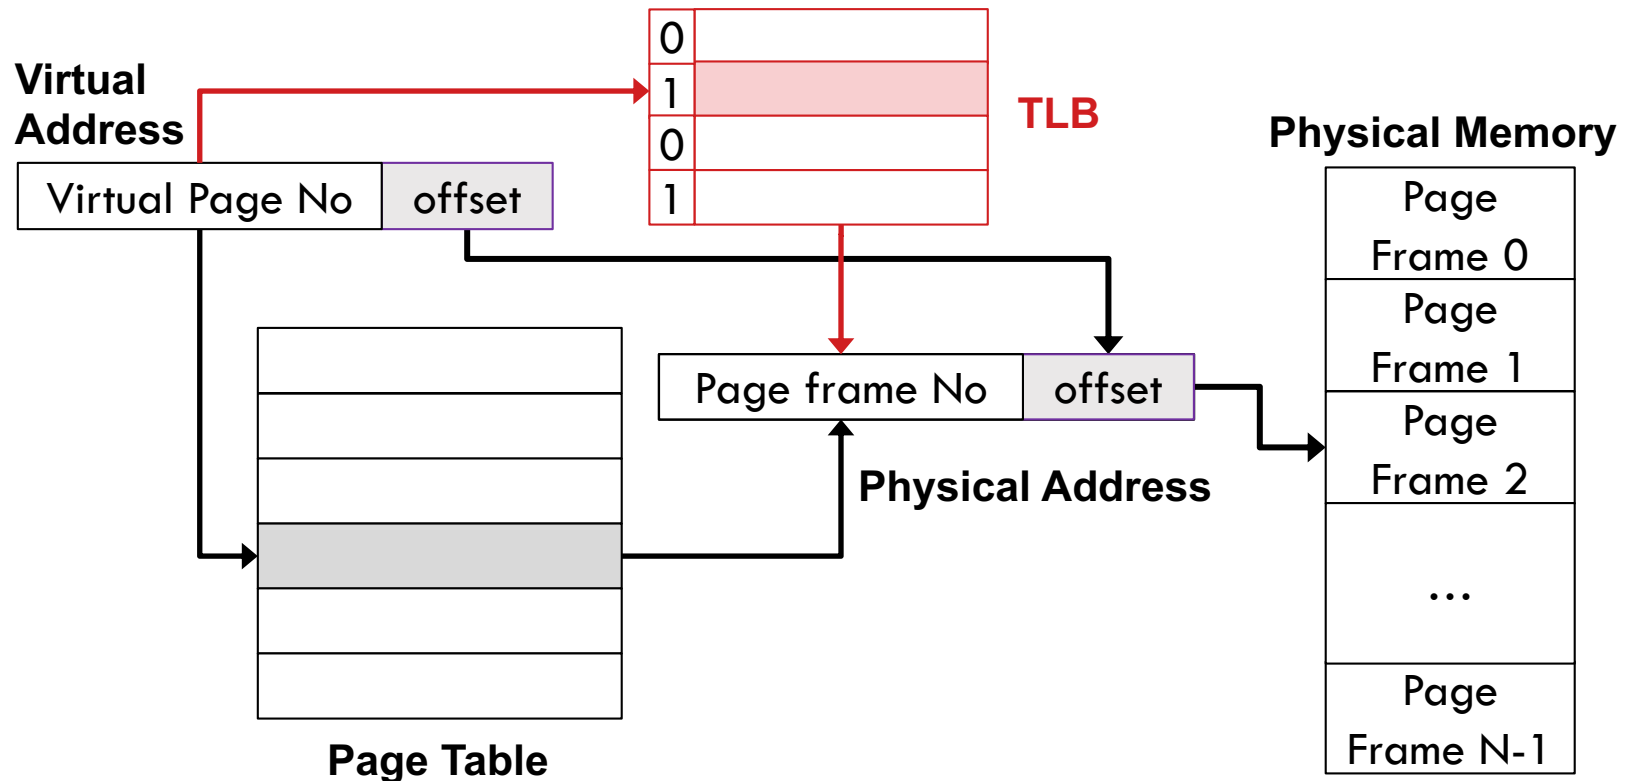 0
1
0
1
TLB
Virtual
Address
Virtual Page No
offset
Page frame No
offset
Physical Address
Page Table
Physical Memory
Page
Frame 0
Page
Frame 1
Page
Frame 2
...
Page
Frame N-1